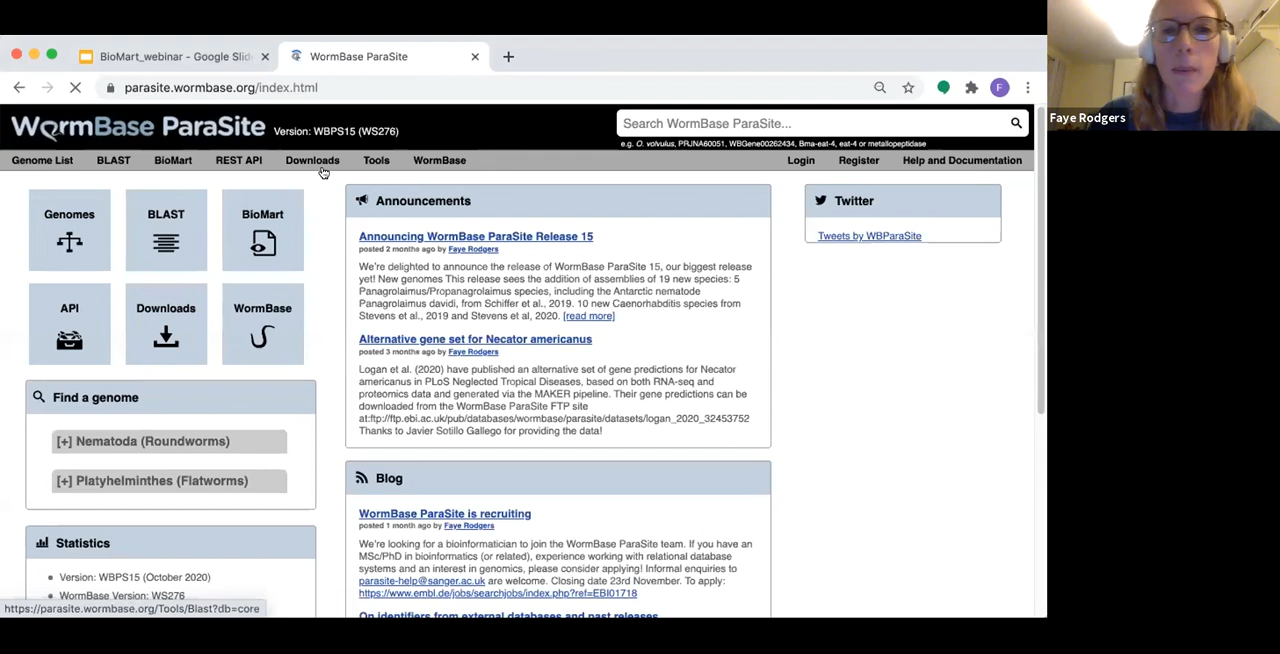 BioMart_webinar - Google Slid
WormBase ParaSite
parasite.wormbase.org/index.html
F
Faye Rodgers
WormBase ParaSite Version: WBPS15 (WS276)
Search WormBase ParaSite...
e.g. O. volvulus, PRJNA60051, WBGene00262434, Bma-eat-4, eat-4 or metallopeptidase
Genome List BLAST BioMart REST API Downloads Tools WormBase Login Register Help and Documentation
Genomes BLAST BioMart
API Downloads WormBase
Find a genome
[+] Nematoda (Roundworms)
[+] Platyhelminthes (Flatworms)
Statistics
Version: WBPS15 (October 2020)
WormBase Version: WS276
https://parasite.wormbase.org/Tools/Blast?db=core
Announcements
Announcing WormBase ParaSite Release 15
posted 2 months ago by Faye Rodgers
We're delighted to announce the release of WormBase ParaSite 15, our biggest release
yet! New genomes This release sees the addition of assemblies of 19 new species: 5
Panagrolaimus/Propanagrolaimus species, including the Antarctic nematode
Panagrolaimus davidi, from Schiffer et al., 2019. 10 new Caenorhabditis species from
Stevens et al., 2019 and Stevens et al, 2020. [read more]
Alternative gene set for Necator americanus
posted 3 months ago by Faye Rodgers
Logan et al. (2020) have published an alternative set of gene predictions for Necator
americanus in PLoS Neglected Tropical Diseases, based on both RNA-seq and
proteomics data and generated via the MAKER pipeline. Their gene predictions can be
downloaded from the WormBase ParaSite FTP site
at:ftp://ftp.ebi.ac.uk/pub/databases/wormbase/parasite/datasets/logan_2020_32453752
Thanks to Javier Sotillo Gallego for providing the data!
Blog
WormBase ParaSite is recruiting
posted 1 month ago by Faye Rodgers
We're looking for a bioinformatician to join the WormBase ParaSite team. If you have an
MSc/PhD in bioinformatics (or related), experience working with relational database
systems and an interest in genomics, please consider applying! Informal enquiries to
parasite-help@sanger.ac.uk are welcome. Closing date 23rd November. To apply:
https://www.embl.de/jobs/searchjobs/index.php?ref=EBI01718
On identifiers from external databases and past releases
Twitter
Tweets by WBParaSite